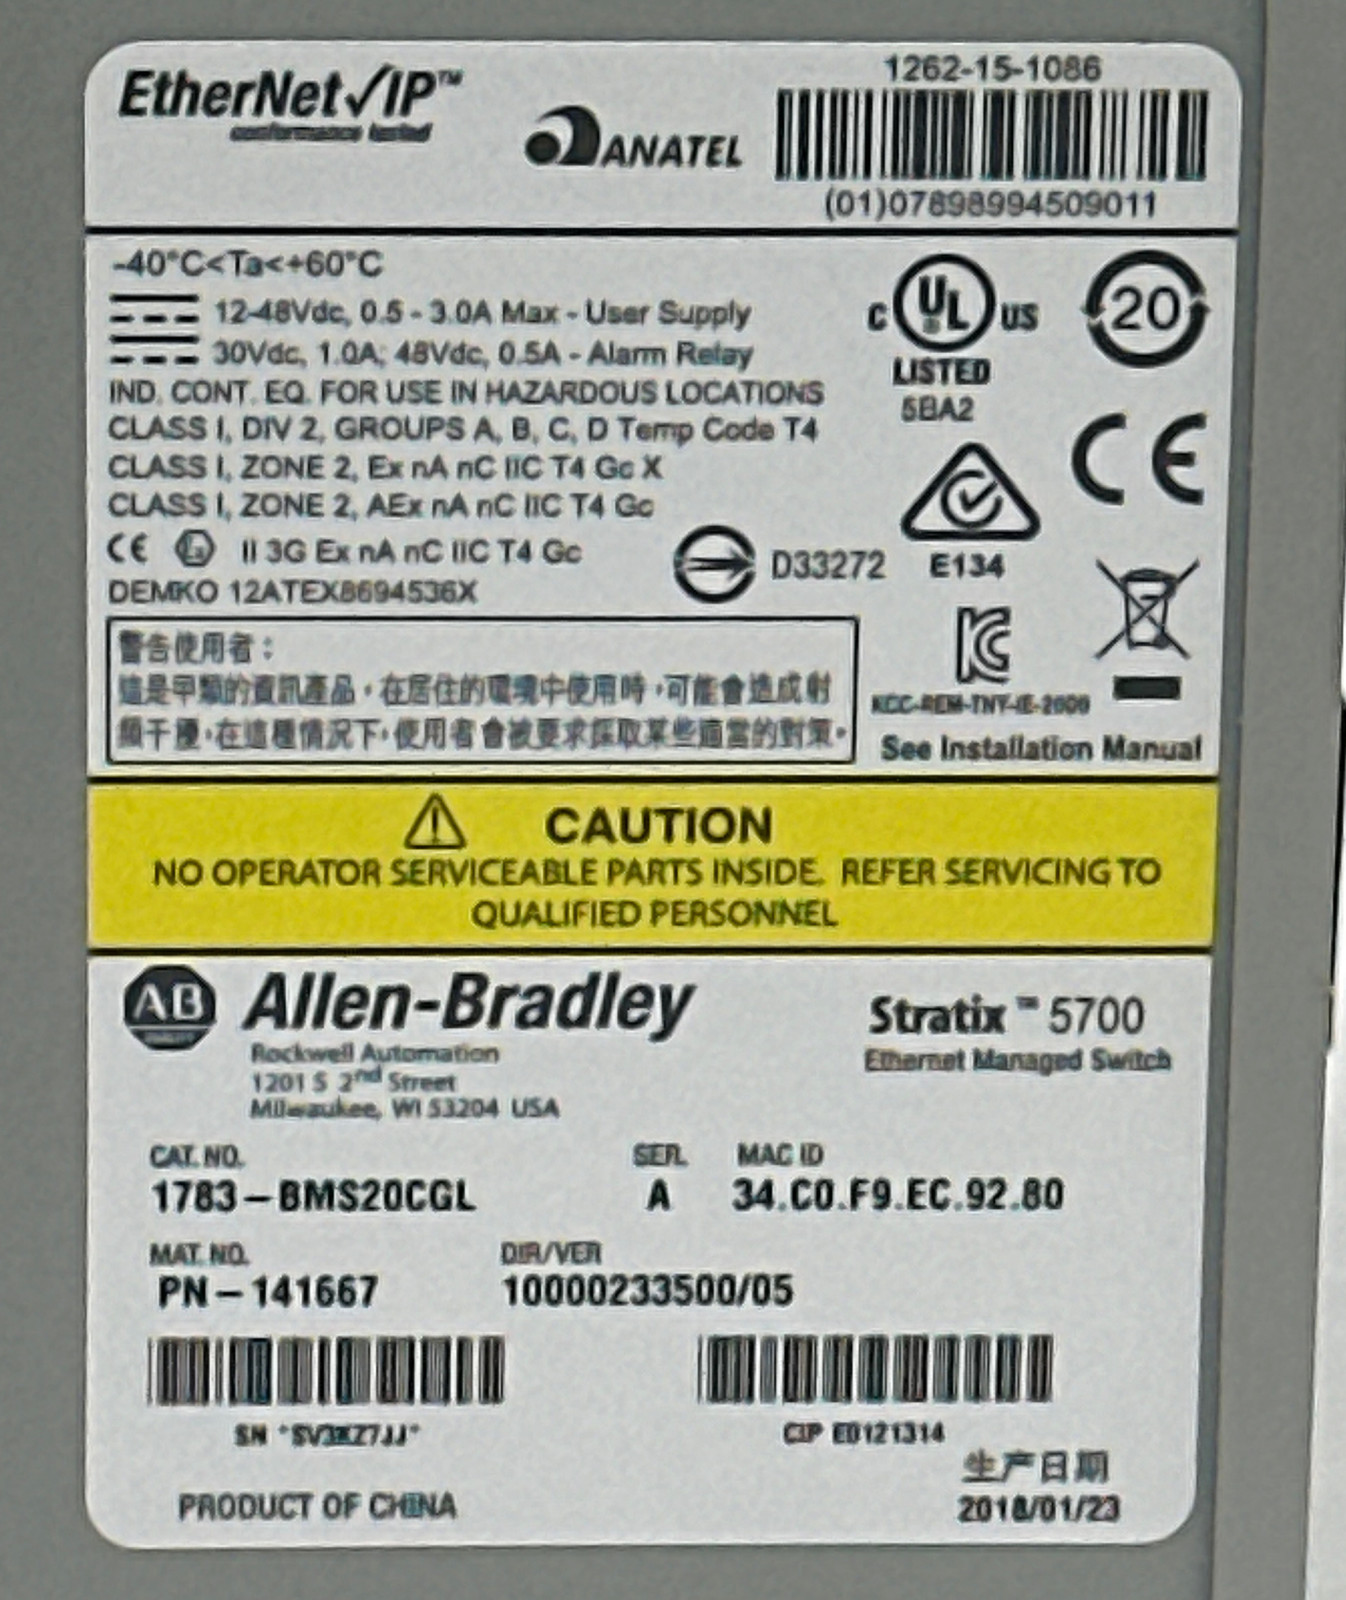 EtherNet/IP™
conformance tested
ANATEL
1262-15-1086
(01)07898994509011
-40°C<Ta<+60°C
12-48Vdc, 0.5 - 3.0A Max - User Supply
30Vdc, 1.0A; 48Vdc, 0.5A - Alarm Relay
IND. CONT. EQ. FOR USE IN HAZARDOUS LOCATIONS
CLASS I, DIV 2, GROUPS A, B, C, D Temp Code T4
CLASS I, ZONE 2, Ex nA nC IIC T4 Gc X
CLASS I, ZONE 2, AEx nA nC IIC T4 Gc
CE Ex II 3G Ex nA nC IIC T4 Gc
DEMKO 12ATEX8694536X
D33272
C UL US
LISTED
5BA2
20
CE
E134
KC
KCC-REM-TNY-IE-2000
See Installation Manual
警告使用者：
這是甲類的資訊產品，在居住的環境中使用時，可能會造成射
頻干擾，在這種情況下，使用者會被要求採取某些適當的對策。
CAUTION
NO OPERATOR SERVICEABLE PARTS INSIDE. REFER SERVICING TO
QUALIFIED PERSONNEL
AB Allen-Bradley
Rockwell Automation
1201 S 2nd Street
Milwaukee, WI 53204 USA
Stratix™ 5700
Ethernet Managed Switch
CAT. NO. SER. MAC ID
1783-BMS20CGL A 34.C0.F9.EC.92.80
MAT. NO. DIR/VER
PN-141667 10000233500/05
SN *SV3KZ7JJ*
CIP E0121314
PRODUCT OF CHINA
生产日期
2018/01/23